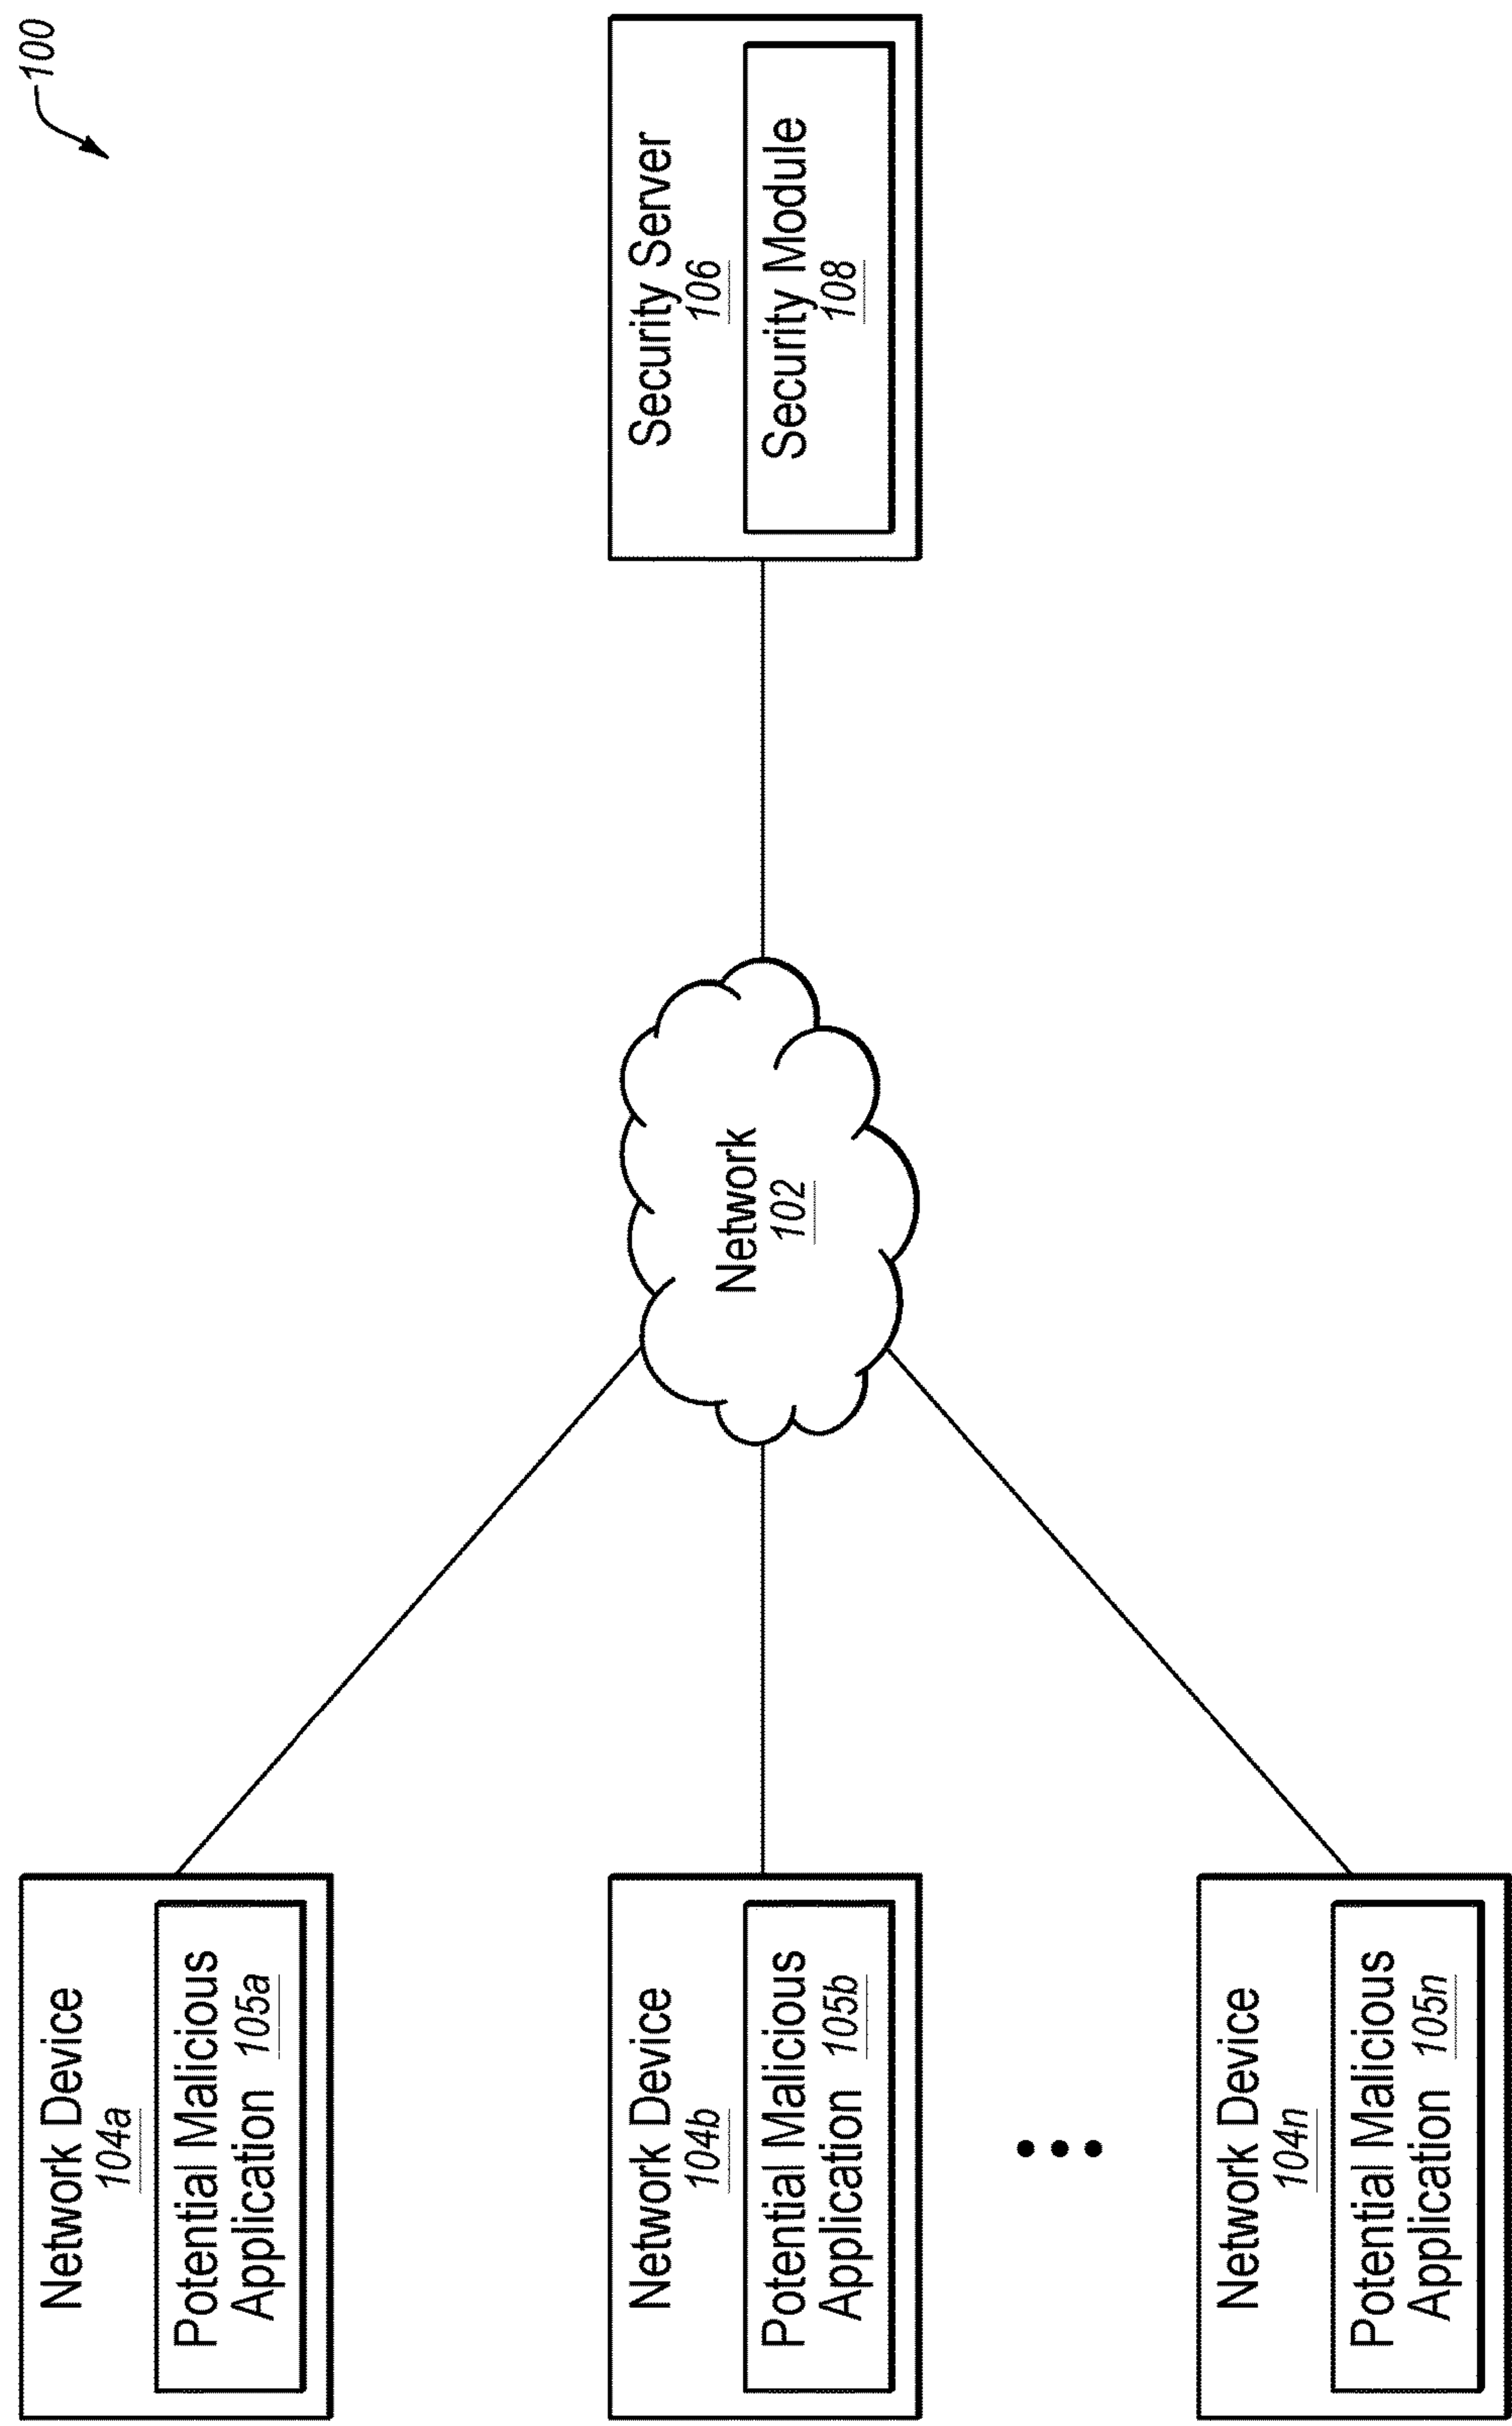 100
Network Device
104a
Potential Malicious
Application 105a
Network Device
104b
Potential Malicious
Application 105b
Network Device
104n
Potential Malicious
Application 105n
Network
102
Security Server
106
Security Module
108